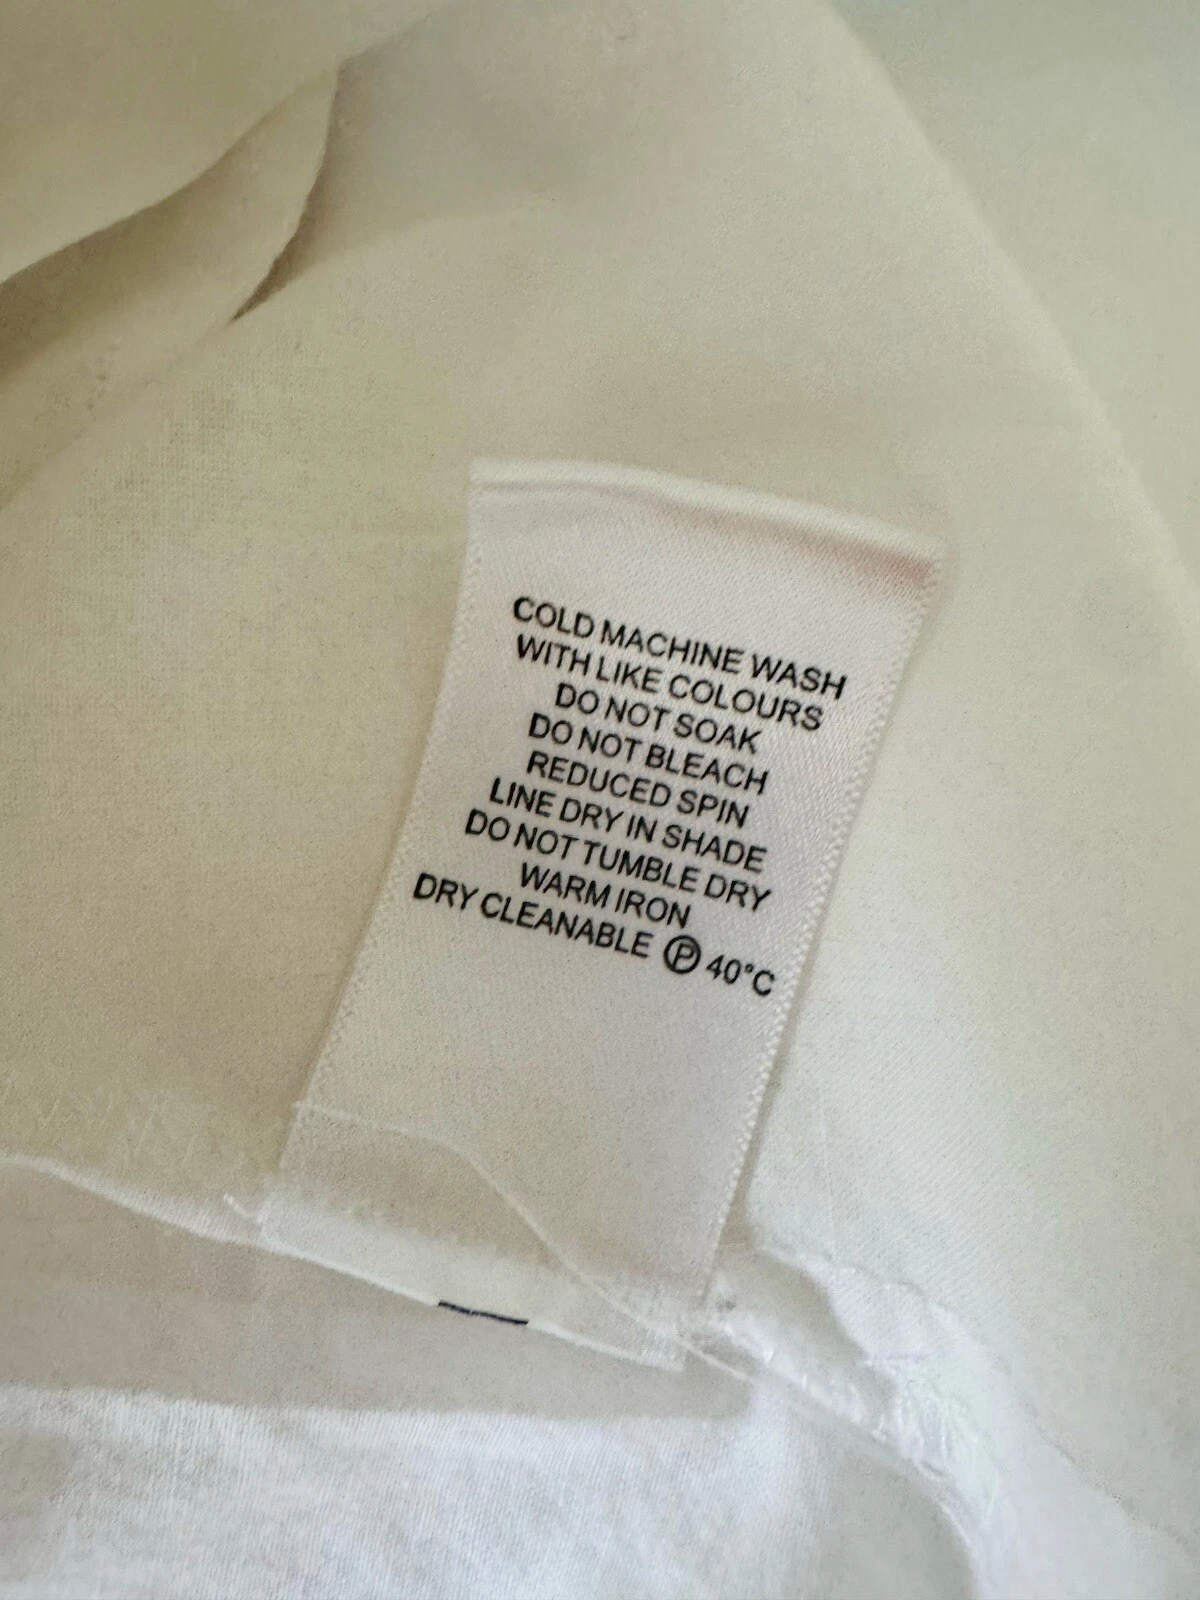 COLD MACHINE WASH
WITH LIKE COLOURS
DO NOT SOAK
DO NOT BLEACH
REDUCED SPIN
LINE DRY IN SHADE
DO NOT TUMBLE DRY
WARM IRON
DRY CLEANABLE Ⓟ 40°C